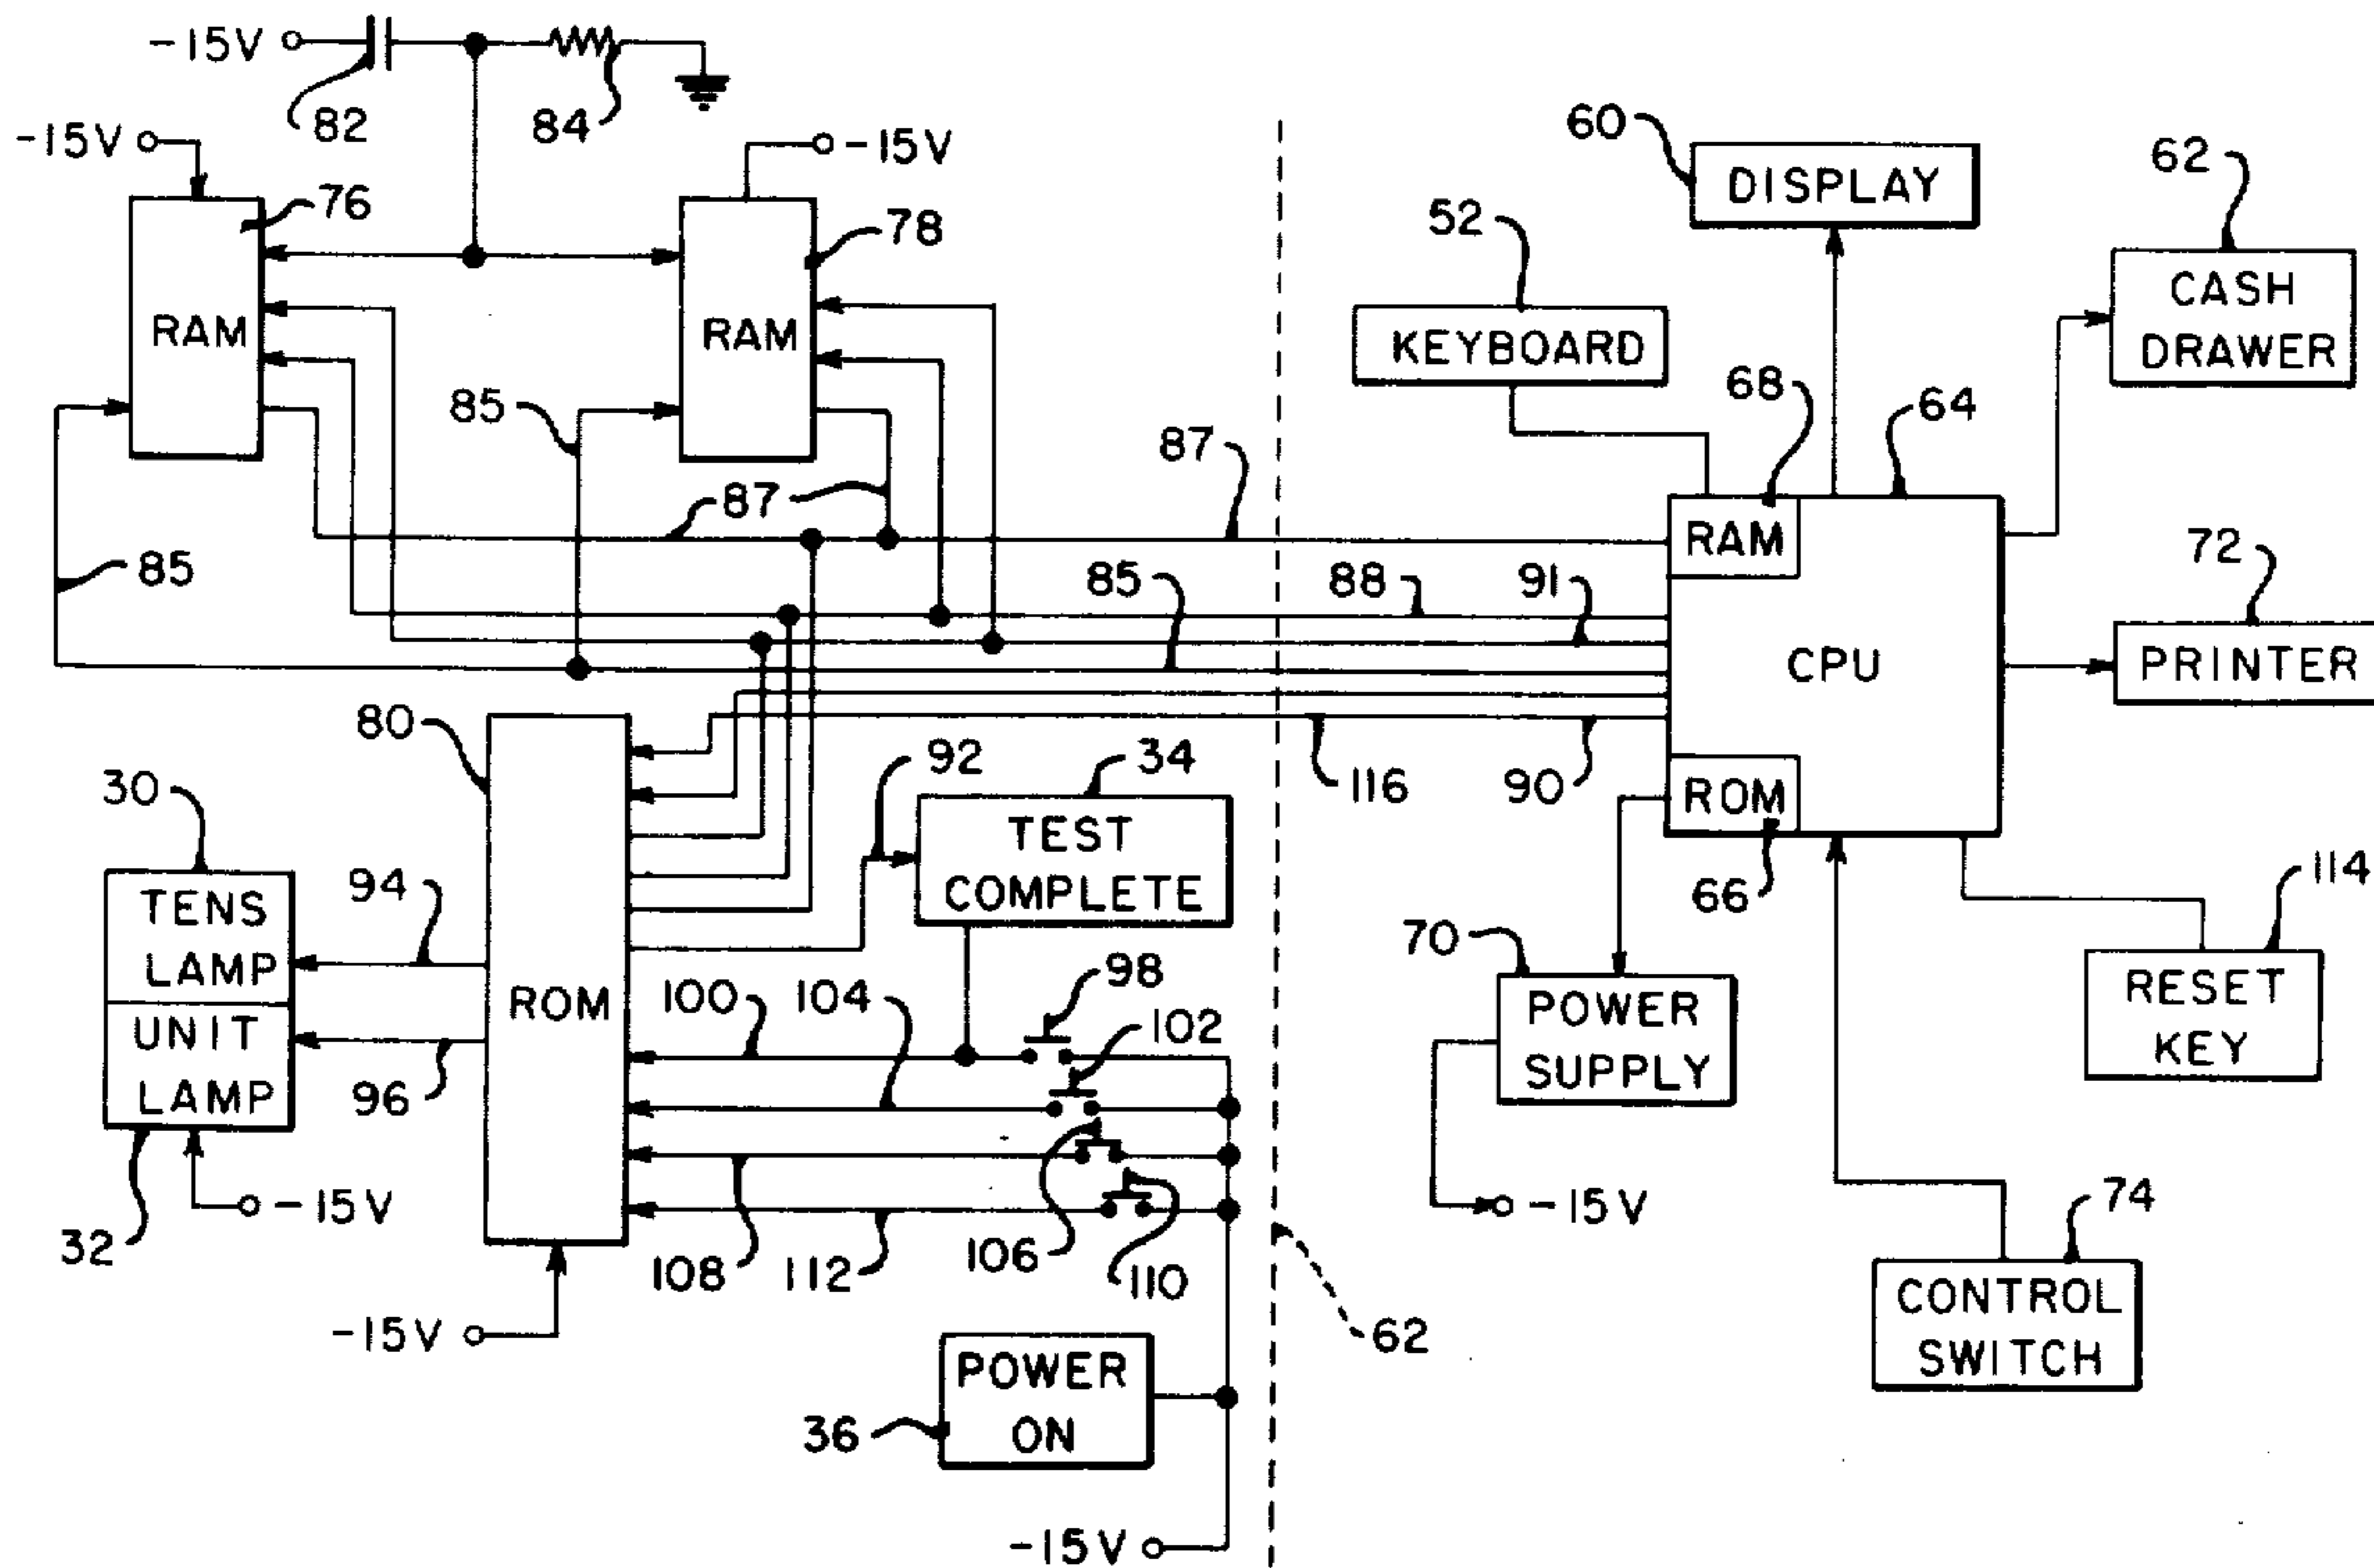 -15V
82
84
-15V
-15V
76
78
RAM
RAM
60
DISPLAY
62
CASH
DRAWER
52
KEYBOARD
68
64
85
87
87
RAM
72
85
85
88
91
CPU
PRINTER
80
92
34
116
90
ROM
30
TEST
COMPLETE
66
114
TENS
LAMP
94
70
98
RESET
KEY
ROM
100
104
POWER
SUPPLY
UNIT
LAMP
96
102
32
-15V
108
112
106
110
-15V
74
-15V
62
CONTROL
SWITCH
POWER
ON
36
-15V